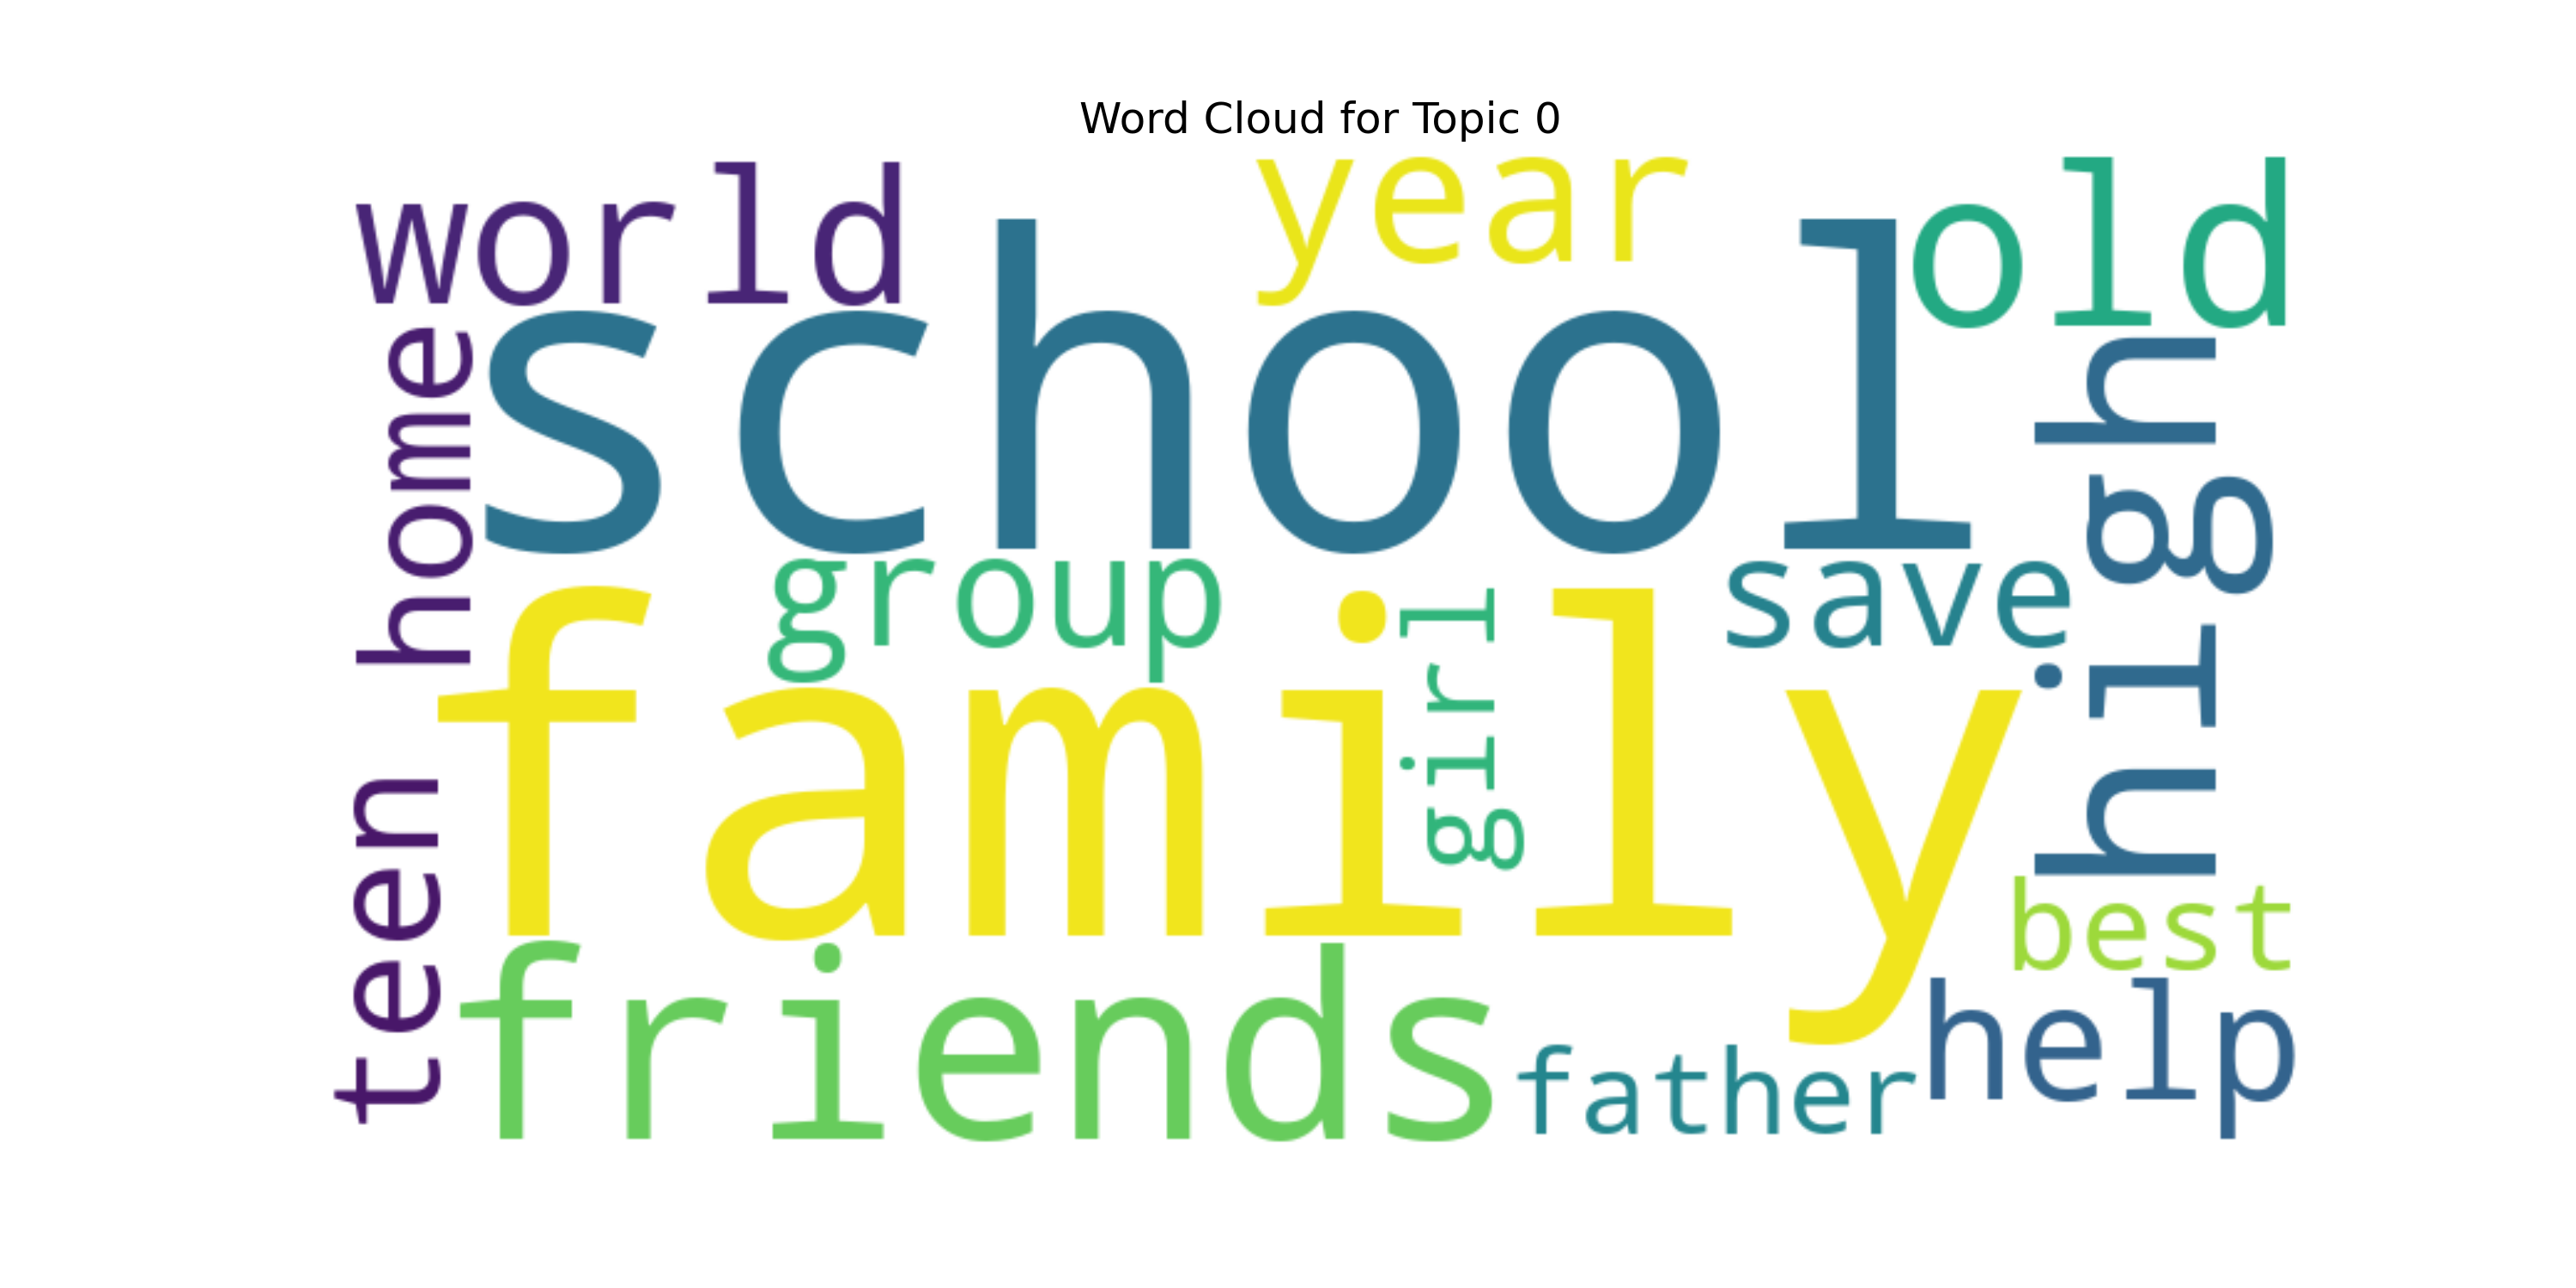 Word Cloud for Topic 0
world
year
old
school
home
high
group
save
girl
family
teen
best
friends
father
help